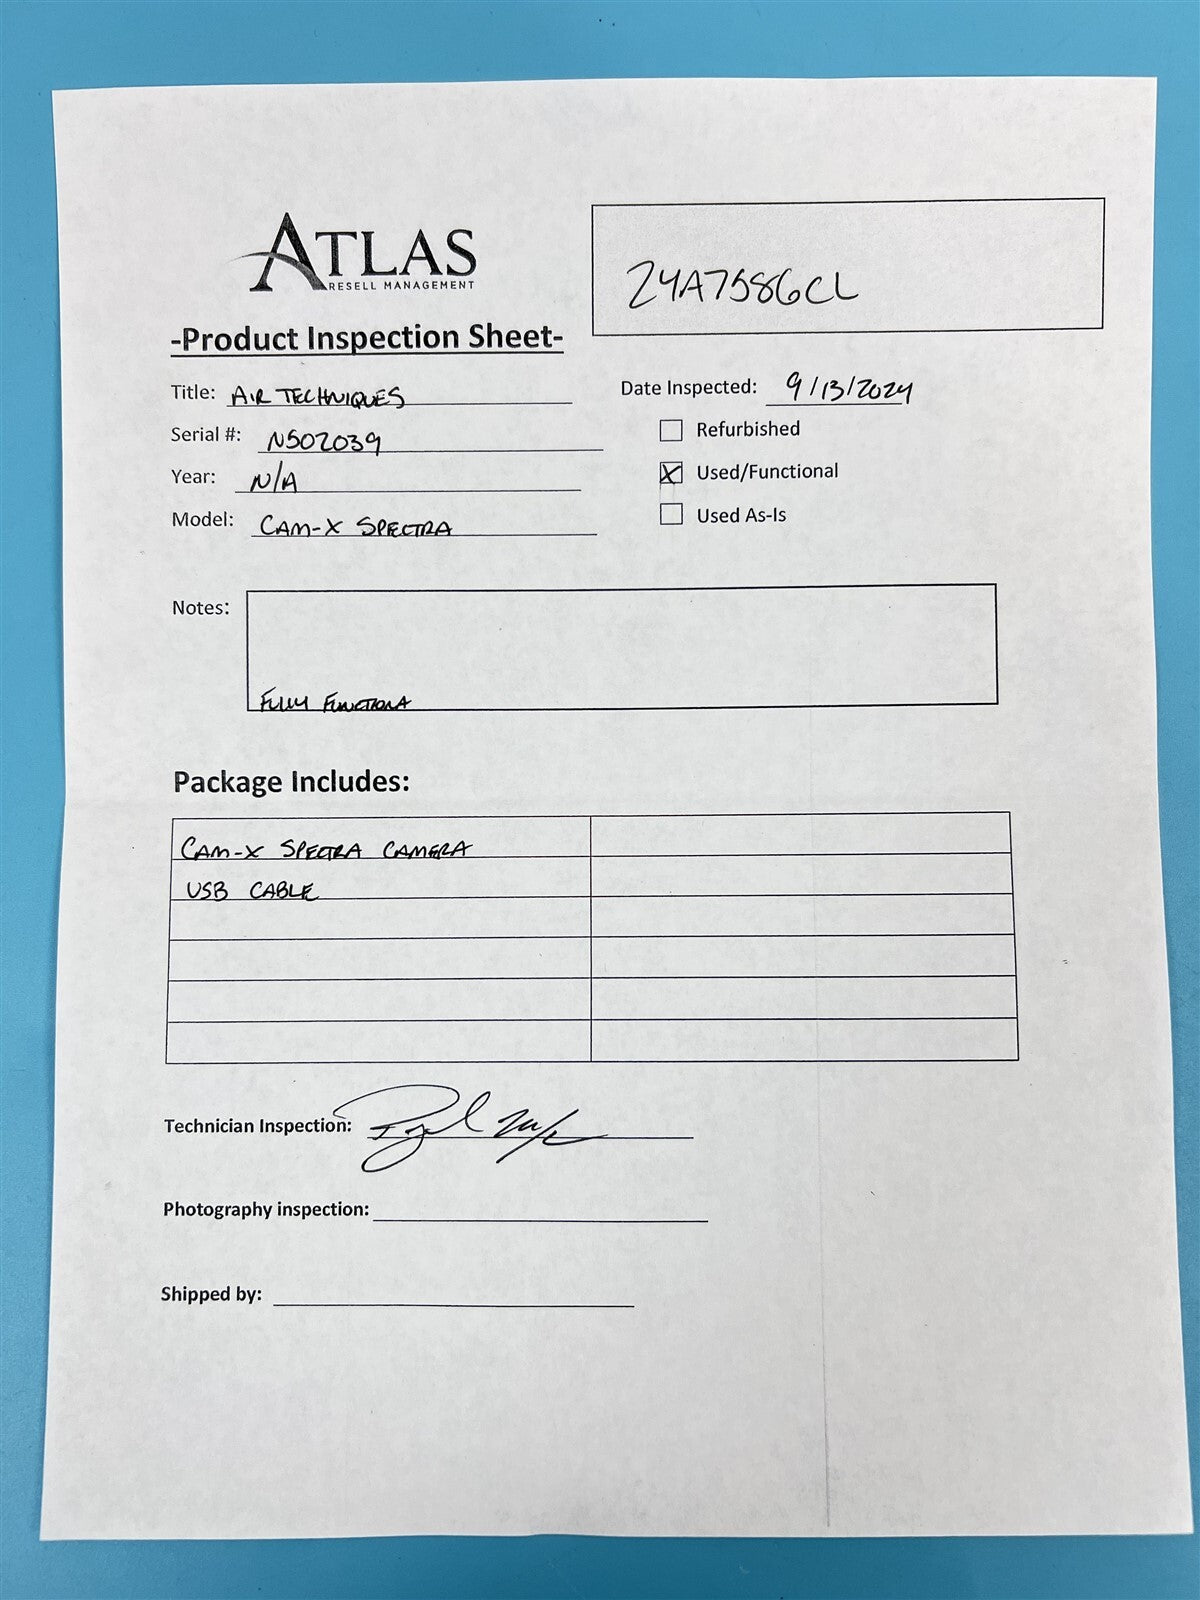 ATLAS
RESELL MANAGEMENT
24A7586CL
-Product Inspection Sheet-
Title: AIR TECHNIQUES
Date Inspected: 9/13/2024
Serial #: NS02039
Refurbished
Year: N/A
X Used/Functional
Model: CAM-X SPECTRA
Used As-Is
Notes:
FULLY FUNCTIONA
Package Includes:
CAM-X SPECTRA CAMERA
USB CABLE
Technician Inspection:
Photography inspection:
Shipped by: